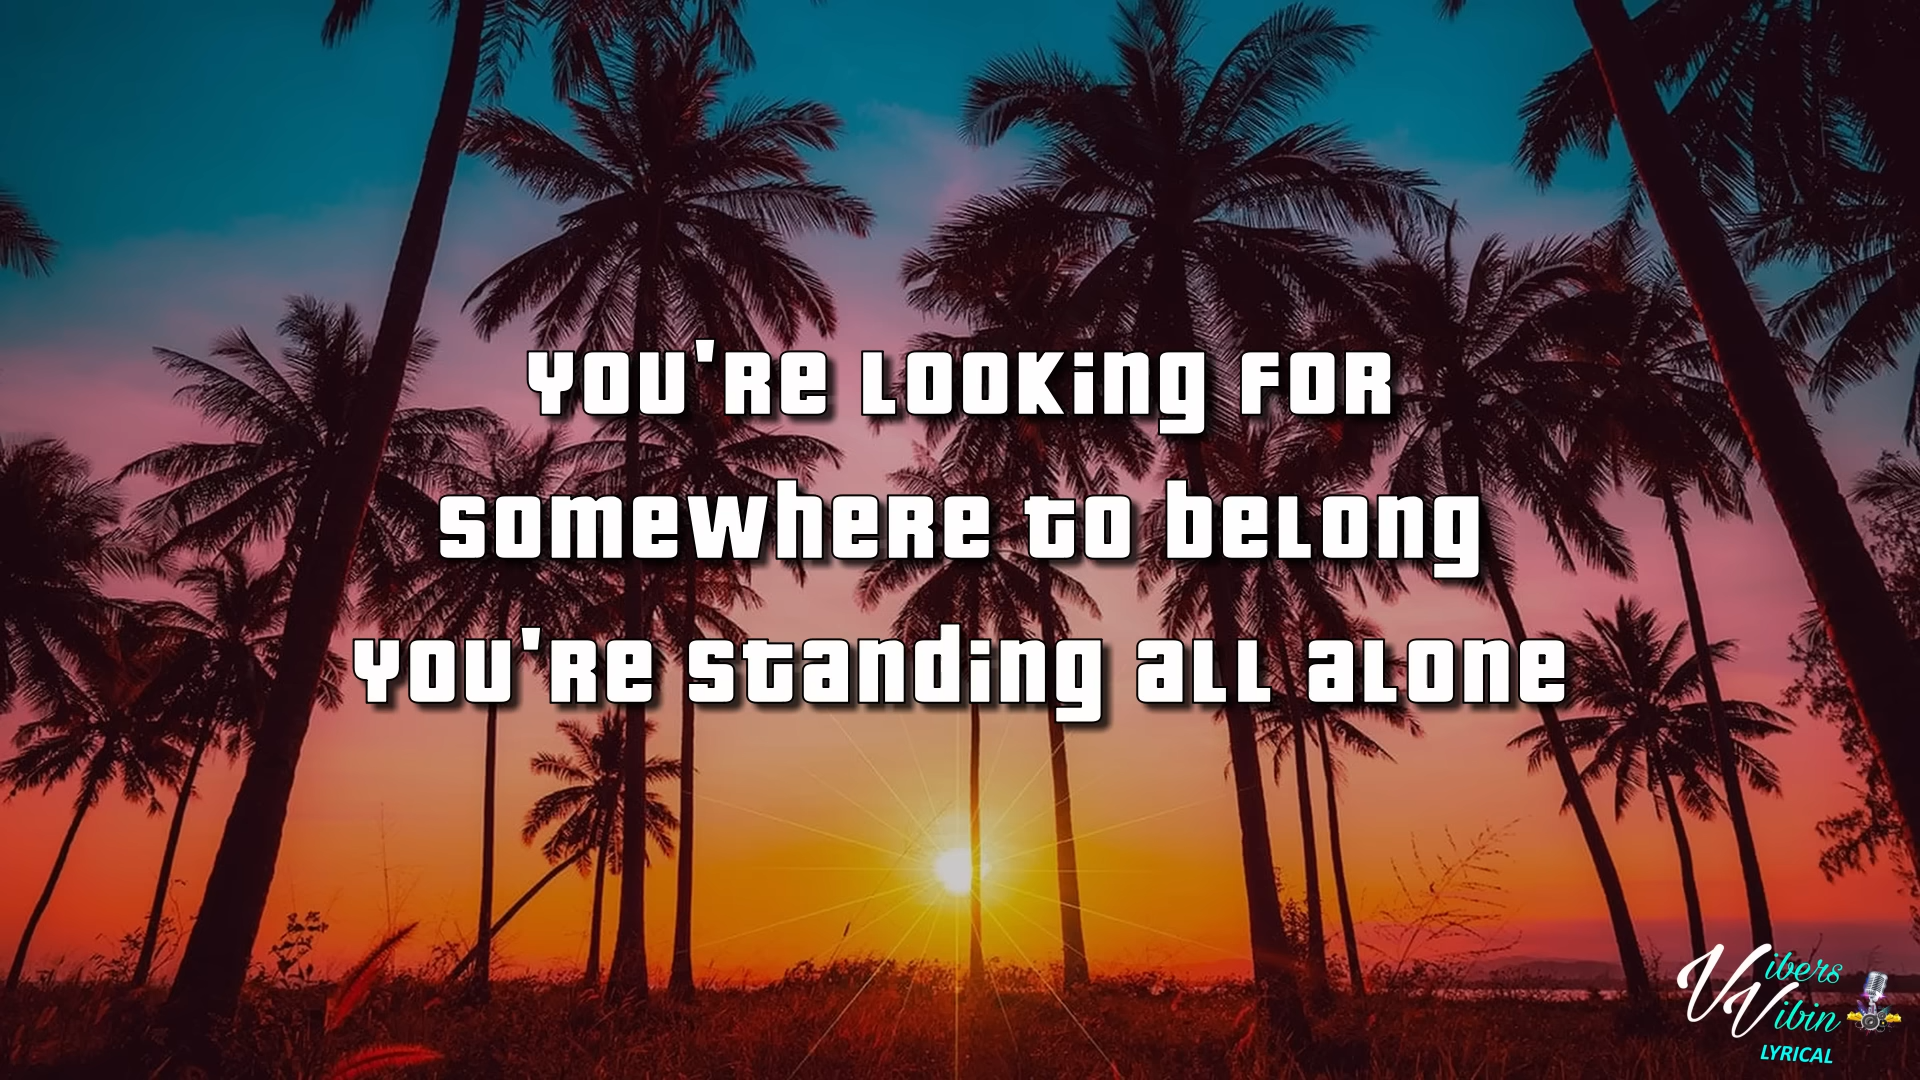 You're looking for
somewhere to belong
You're standing all alone
Vibers
Vibin
LYRICAL